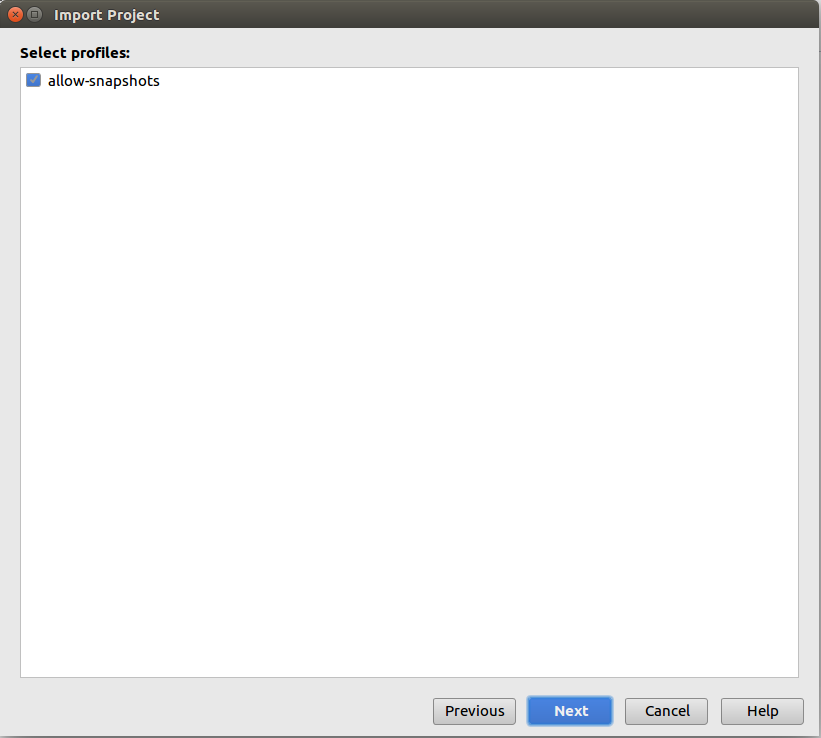 Import Project
Select profiles:
allow-snapshots
Previous Next Cancel Help